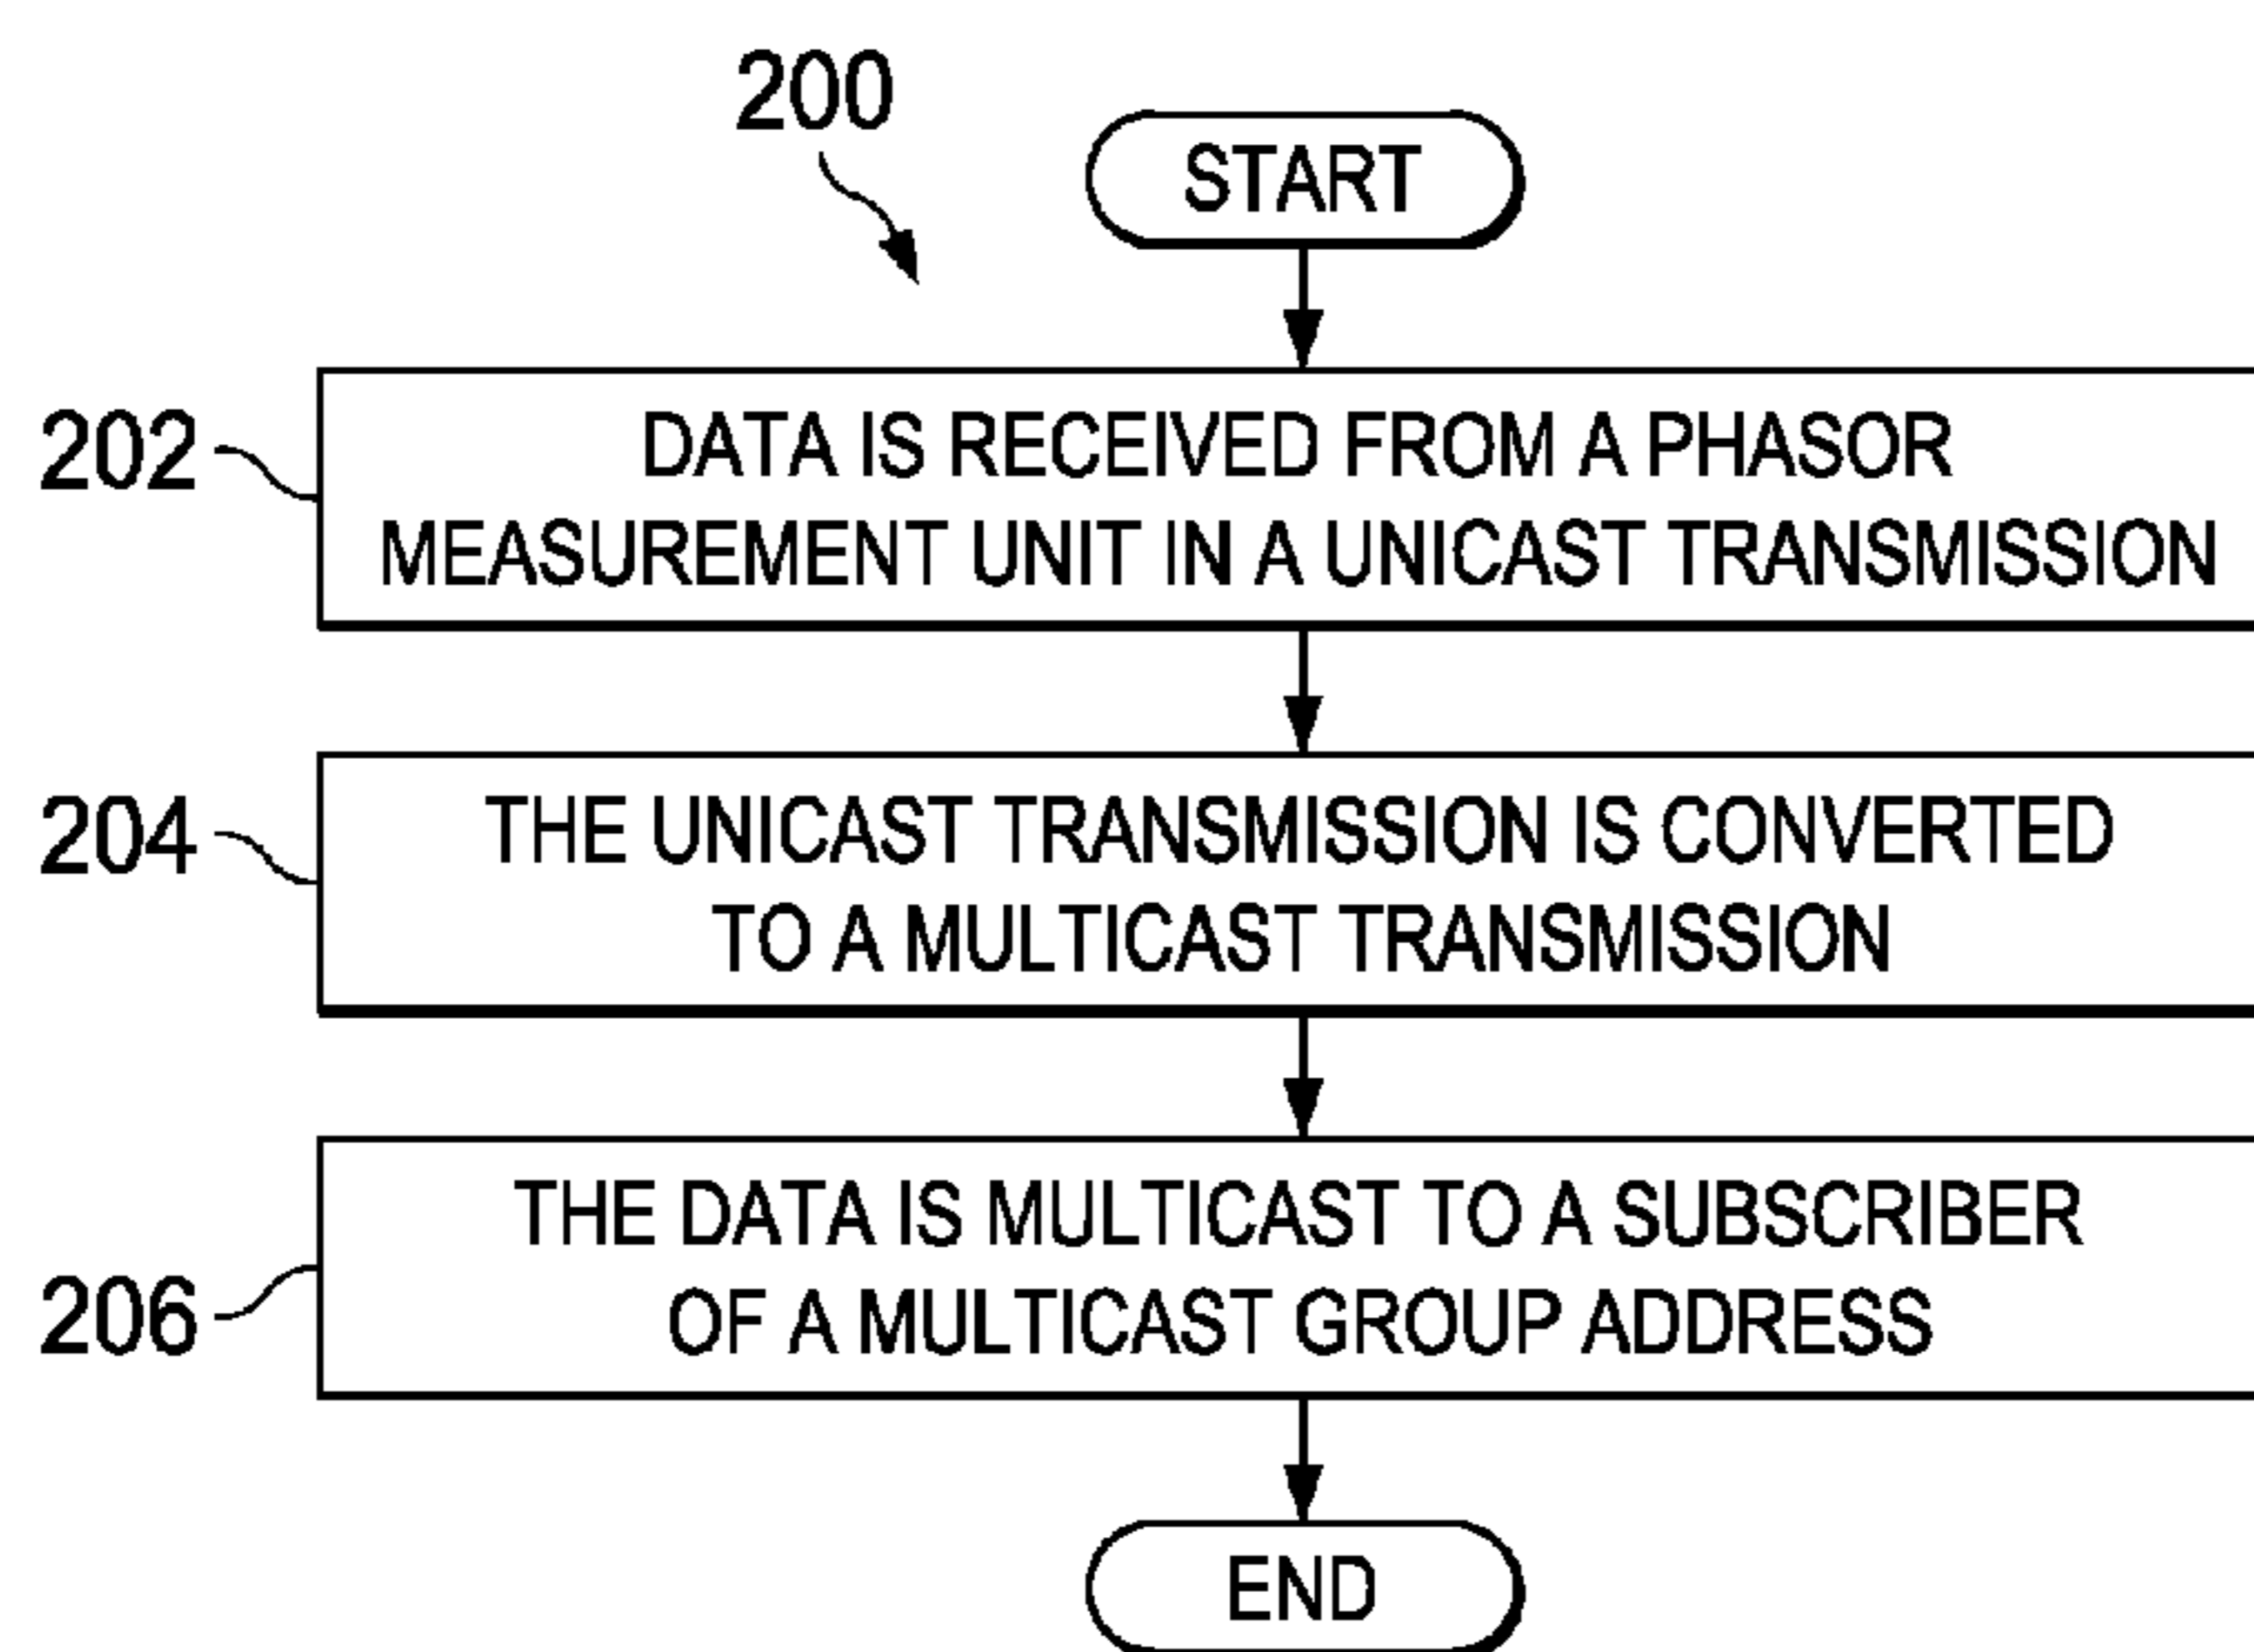 200
START
202
DATA IS RECEIVED FROM A PHASOR
MEASUREMENT UNIT IN A UNICAST TRANSMISSION
204
THE UNICAST TRANSMISSION IS CONVERTED
TO A MULTICAST TRANSMISSION
206
THE DATA IS MULTICAST TO A SUBSCRIBER
OF A MULTICAST GROUP ADDRESS
END